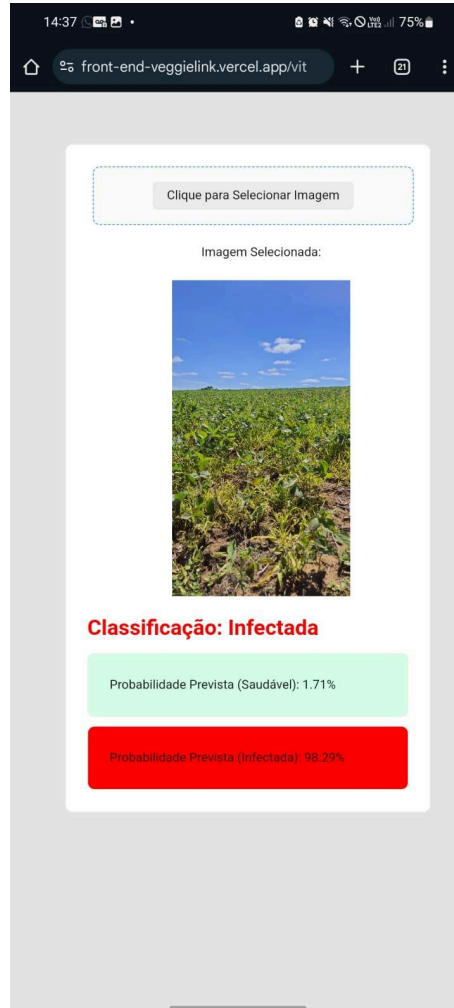 14:37
75%
front-end-veggielink.vercel.app/vit
21
Clique para Selecionar Imagem
Imagem Selecionada:
Classificação: Infectada
Probabilidade Prevista (Saudável): 1.71%
Probabilidade Prevista (Infectada): 98.29%